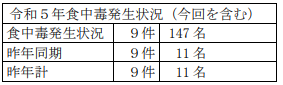 令和５年食中毒発生状況（今回を含む）
食中毒発生状況 ９件 147 名
昨年同期 ９件 11 名
昨年計 ９件 11 名